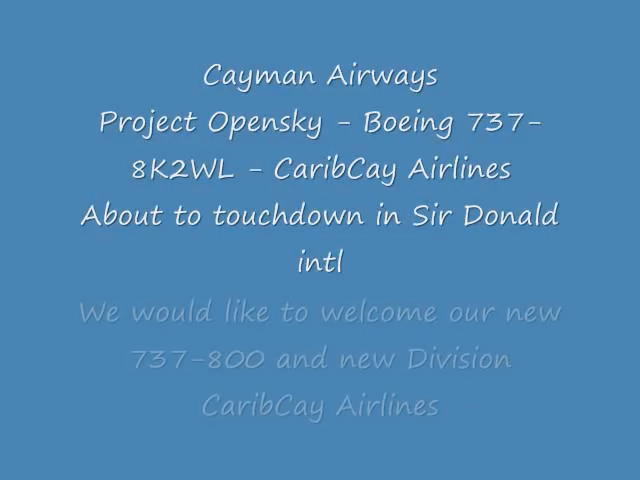 Cayman Airways
Project Opensky - Boeing 737-
8K2WL - CaribCay Airlines
About to touchdown in Sir Donald
intl
We would like to welcome our new
737-800 and new Division
CaribCay Airlines